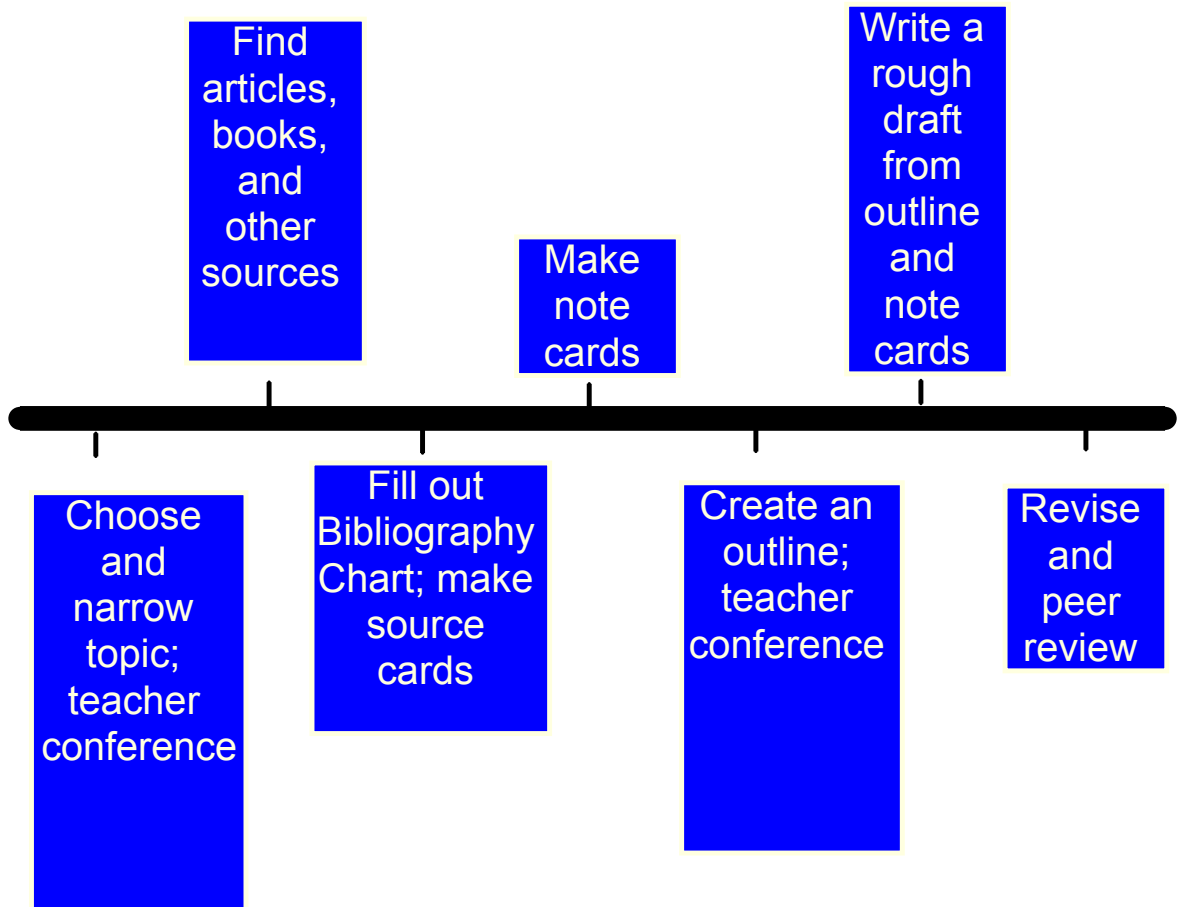 Find
articles,
books,
and
other
sources
Write a
rough
draft
from
outline
and
note
cards
Make
note
cards
Choose
and
narrow
topic;
teacher
conference
Fill out
Bibliography
Chart; make
source
cards
Create an
outline;
teacher
conference
Revise
and
peer
review